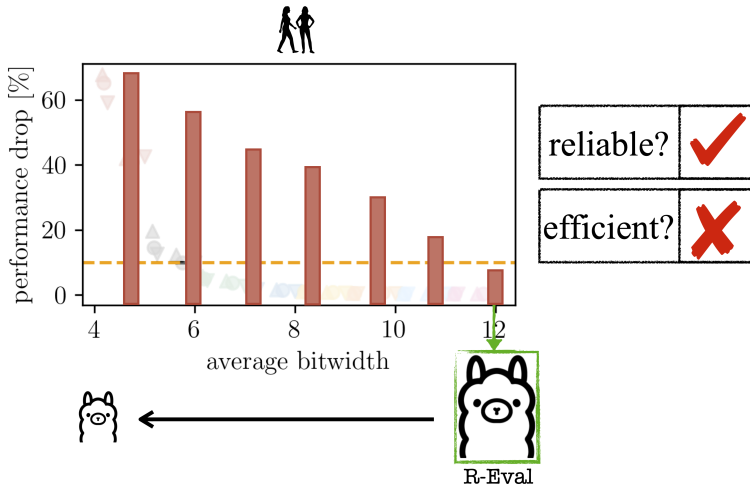 performance drop [%]
60
40
20
0
4
6
8
10
12
average bitwidth
reliable?
efficient?
R-Eval